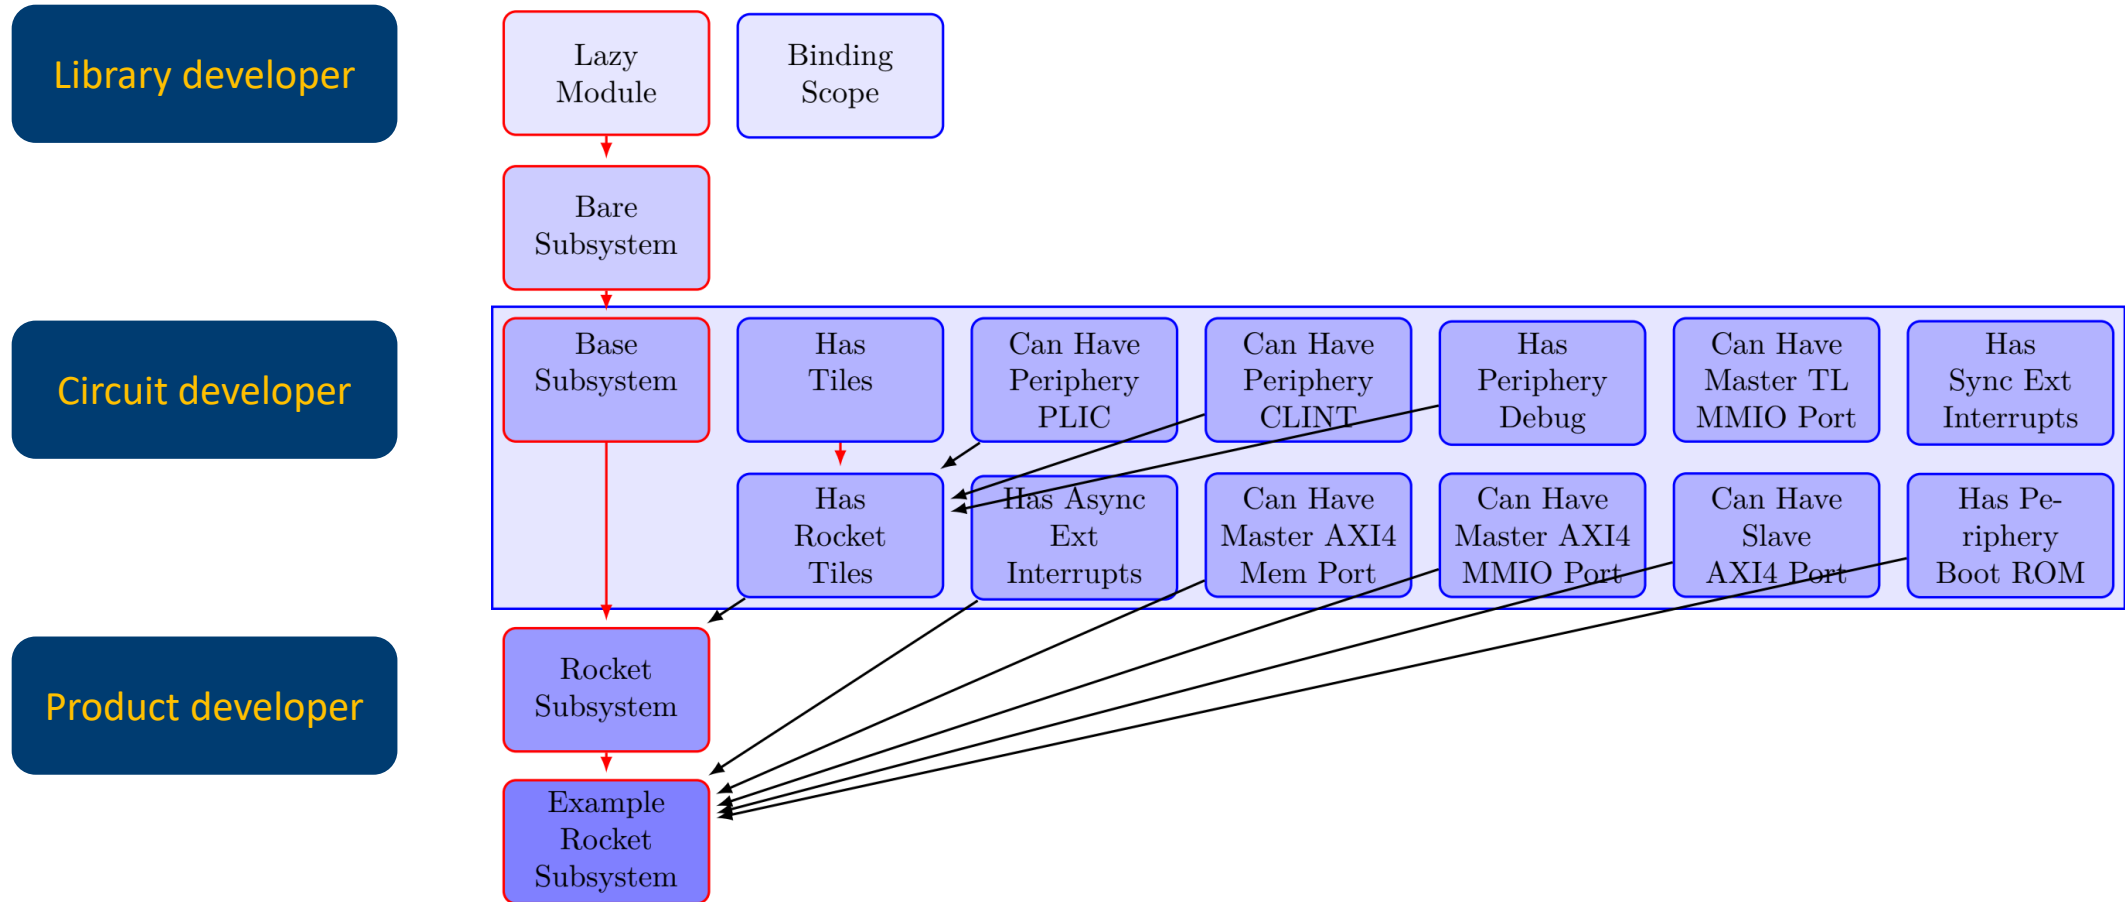 Library developer
Lazy
Module
Binding
Scope
Bare
Subsystem
Circuit developer
Base
Subsystem
Has
Tiles
Can Have
Periphery
PLIC
Can Have
Periphery
CLINT
Has
Periphery
Debug
Can Have
Master TL
MMIO Port
Has
Sync Ext
Interrupts
Has
Rocket
Tiles
Has Async
Ext
Interrupts
Can Have
Master AXI4
Mem Port
Can Have
Master AXI4
MMIO Port
Can Have
Slave
AXI4 Port
Has Pe-
riphery
Boot ROM
Product developer
Rocket
Subsystem
Example
Rocket
Subsystem